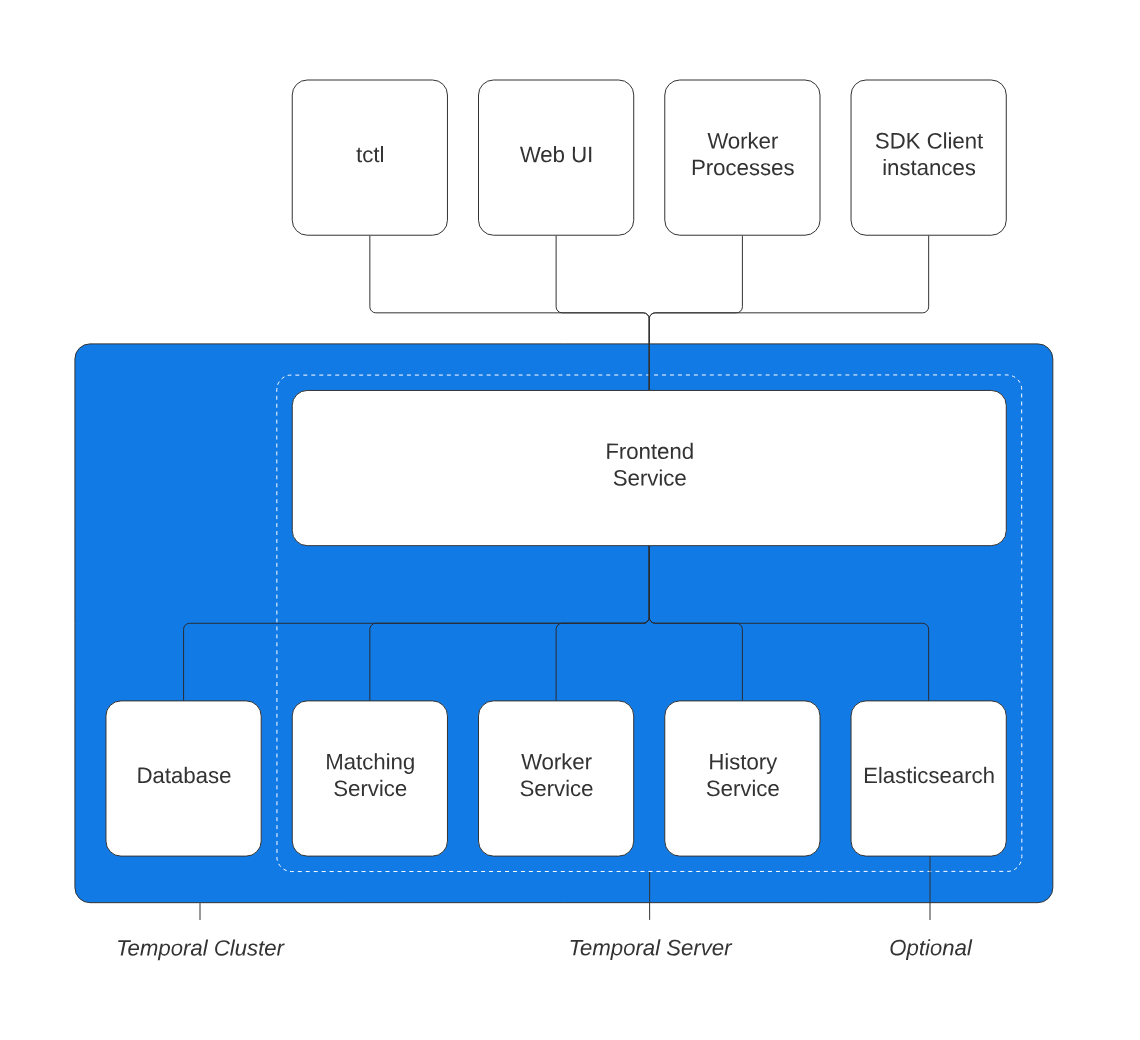 tctl
Web UI
Worker
Processes
SDK Client
instances
Frontend
Service
Database
Matching
Service
Worker
Service
History
Service
Elasticsearch
Temporal Cluster
Temporal Server
Optional